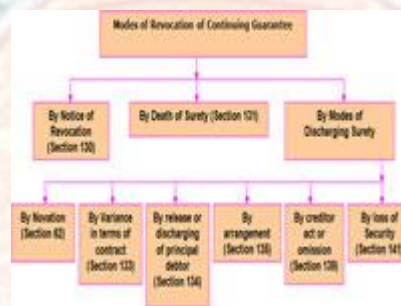 Modes of Revocation of Continuing Guarantee
By Notice of
Revocation
(Section 130)
By Death of Surety (Section 131)
By Modes of
Discharging Surety
By Novation
(Section 62)
By Variance
in terms of
contract
(Section 133)
By release or
discharging
of principal
debtor
(Section 134)
By
arrangement
(Section 135)
By creditor
act or
omission
(Section 139)
By loss of
Security
(Section 141)